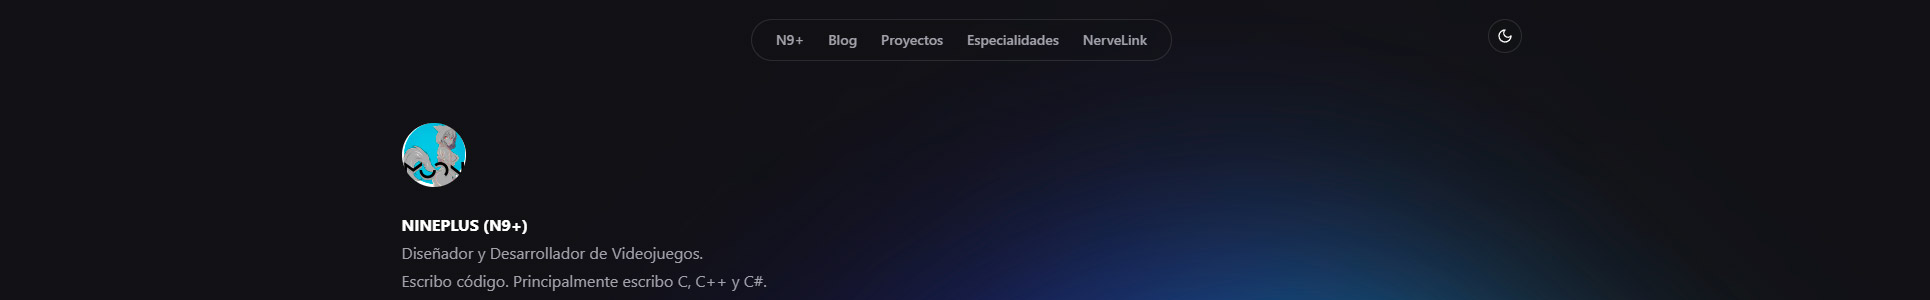 N9+ Blog Proyectos Especialidades NerveLink
NINEPLUS (N9+)
Diseñador y Desarrollador de Videojuegos.
Escribo código. Principalmente escribo C, C++ y C#.